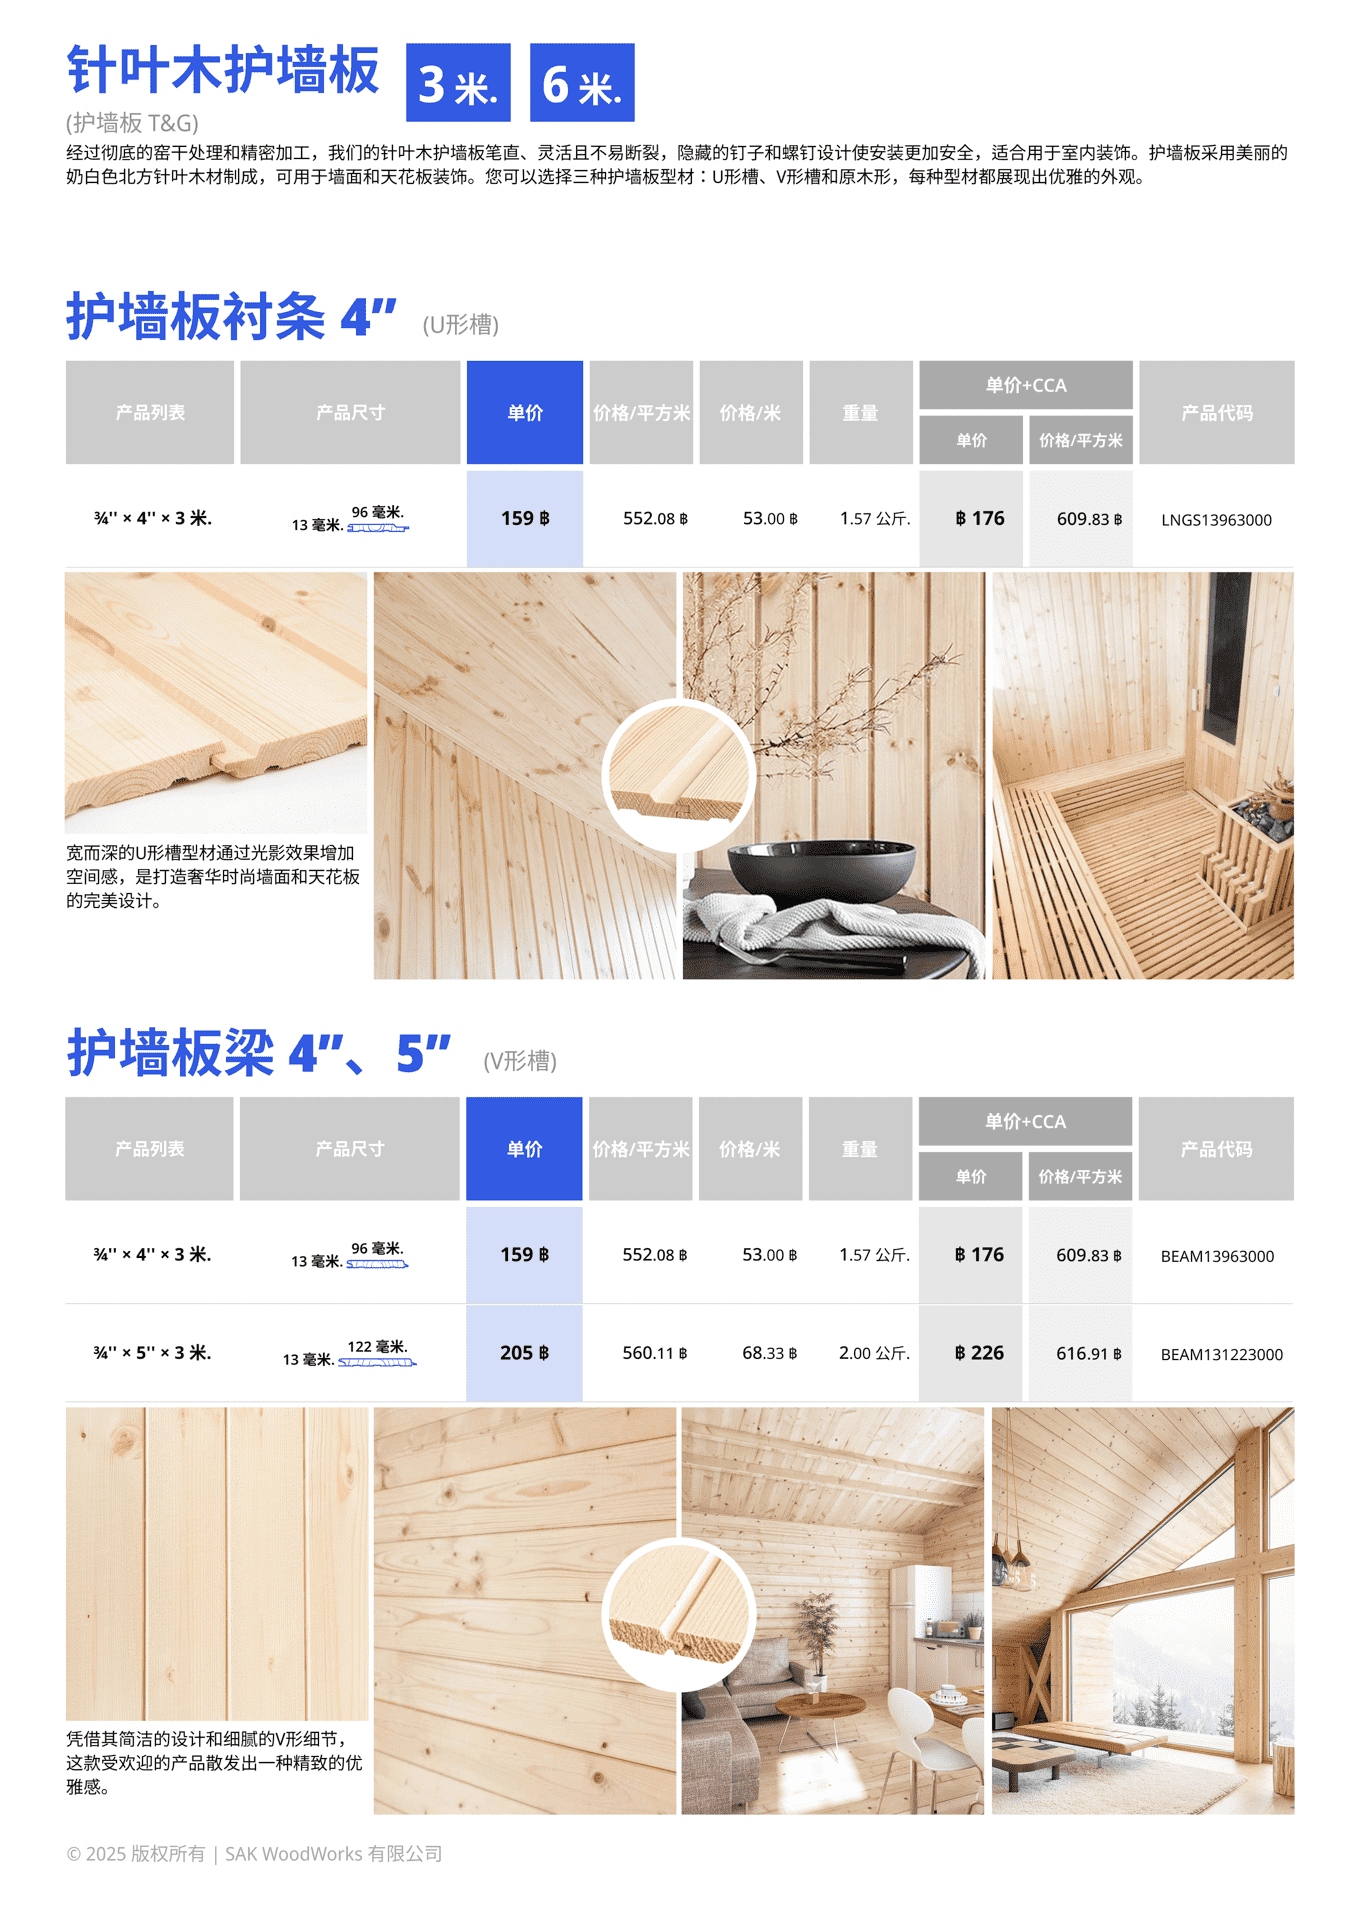 针叶木护墙板 3 米. 6 米.
(护墙板 T&G)
经过彻底的窑干处理和精密加工，我们的针叶木护墙板笔直、灵活且不易断裂，隐藏的钉子和螺钉设计使安装更加安全，适合用于室内装饰。护墙板采用美丽的
奶白色北方针叶木材制成，可用于墙面和天花板装饰。您可以选择三种护墙板型材：U形槽、V形槽和原木形，每种型材都展现出优雅的外观。
护墙板衬条 4” (U形槽)
产品列表 产品尺寸 单价 价格/平方米 价格/米 重量 单价+CCA 产品代码
单价 价格/平方米
¾'' × 4'' × 3 米. 13 毫米. 96 毫米. 159 ฿ 552.08 ฿ 53.00 ฿ 1.57 公斤. ฿ 176 609.83 ฿ LNGS13963000
宽而深的U形槽型材通过光影效果增加
空间感，是打造奢华时尚墙面和天花板
的完美设计。
护墙板梁 4”、5” (V形槽)
产品列表 产品尺寸 单价 价格/平方米 价格/米 重量 单价+CCA 产品代码
单价 价格/平方米
¾'' × 4'' × 3 米. 13 毫米. 96 毫米. 159 ฿ 552.08 ฿ 53.00 ฿ 1.57 公斤. ฿ 176 609.83 ฿ BEAM13963000
¾'' × 5'' × 3 米. 13 毫米. 122 毫米. 205 ฿ 560.11 ฿ 68.33 ฿ 2.00 公斤. ฿ 226 616.91 ฿ BEAM131223000
凭借其简洁的设计和细腻的V形细节，
这款受欢迎的产品散发出一种精致的优
雅感。
© 2025 版权所有 | SAK WoodWorks 有限公司